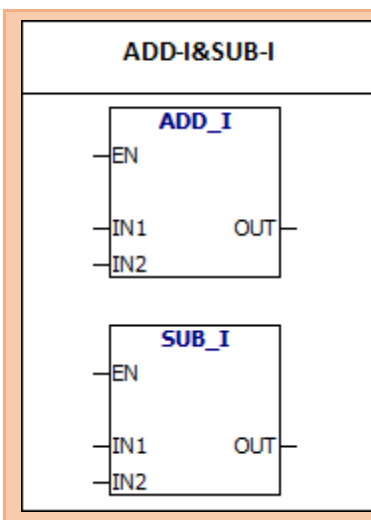 ADD-I&SUB-I
ADD_I
EN
IN1 OUT
IN2
SUB_I
EN
IN1 OUT
IN2